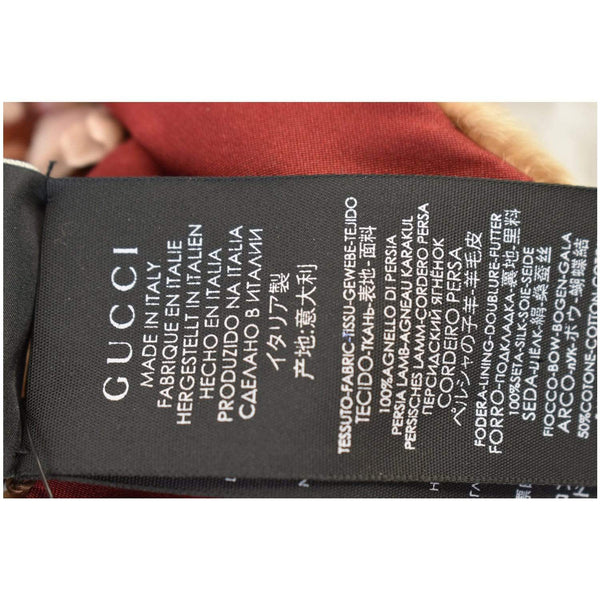 GUCCI
MADE IN ITALY
FABRIQUE EN ITALIE
HERGESTELLT IN ITALIEN
HECHO EN ITALIA
PRODUZIDO NA ITALIA
СДЕЛАНО В ИТАЛИИ
イタリア製
产地:意大利
TESSUTO-FABRIC-TISSU-GEWEBE-TEJIDO
TECIDO-ТКАНЬ-表地-面料
100%AGNELLO DI PERSIA
PERSIA LAMB-AGNEAU KARAKUL
PERSISCHES LAMM-CORDERO PERSA
ПЕРСИДСКИЙ ЯГНЕНОК
CORDEIRO PERSA
ペルシャの子羊-羊毛皮
FODERA-LINING-DOUBLURE-FUTTER
FORRO-ПОДКЛАДКА-裏地-里料
100%SETA-SILK-SOIE-SEIDE
SEDA-ШЕЛК-絹-桑蚕丝
FIOCCO-BOW-BOGEN-GALA
ボウ-蝴蝶結
50%COTONE-COTTON